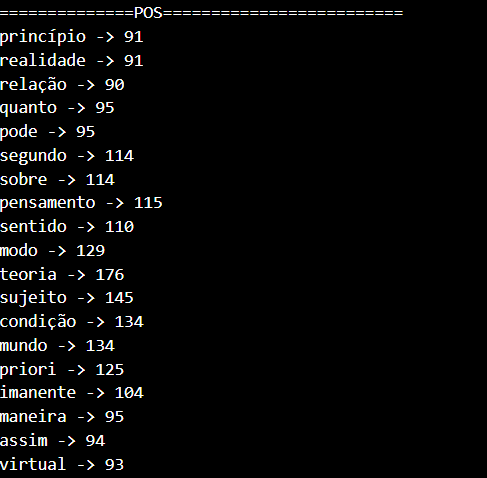 ==============POS=========================
princípio -> 91
realidade -> 91
relação -> 90
quanto -> 95
pode -> 95
segundo -> 114
sobre -> 114
pensamento -> 115
sentido -> 110
modo -> 129
teoria -> 176
sujeito -> 145
condição -> 134
mundo -> 134
priori -> 125
imanente -> 104
maneira -> 95
assim -> 94
virtual -> 93